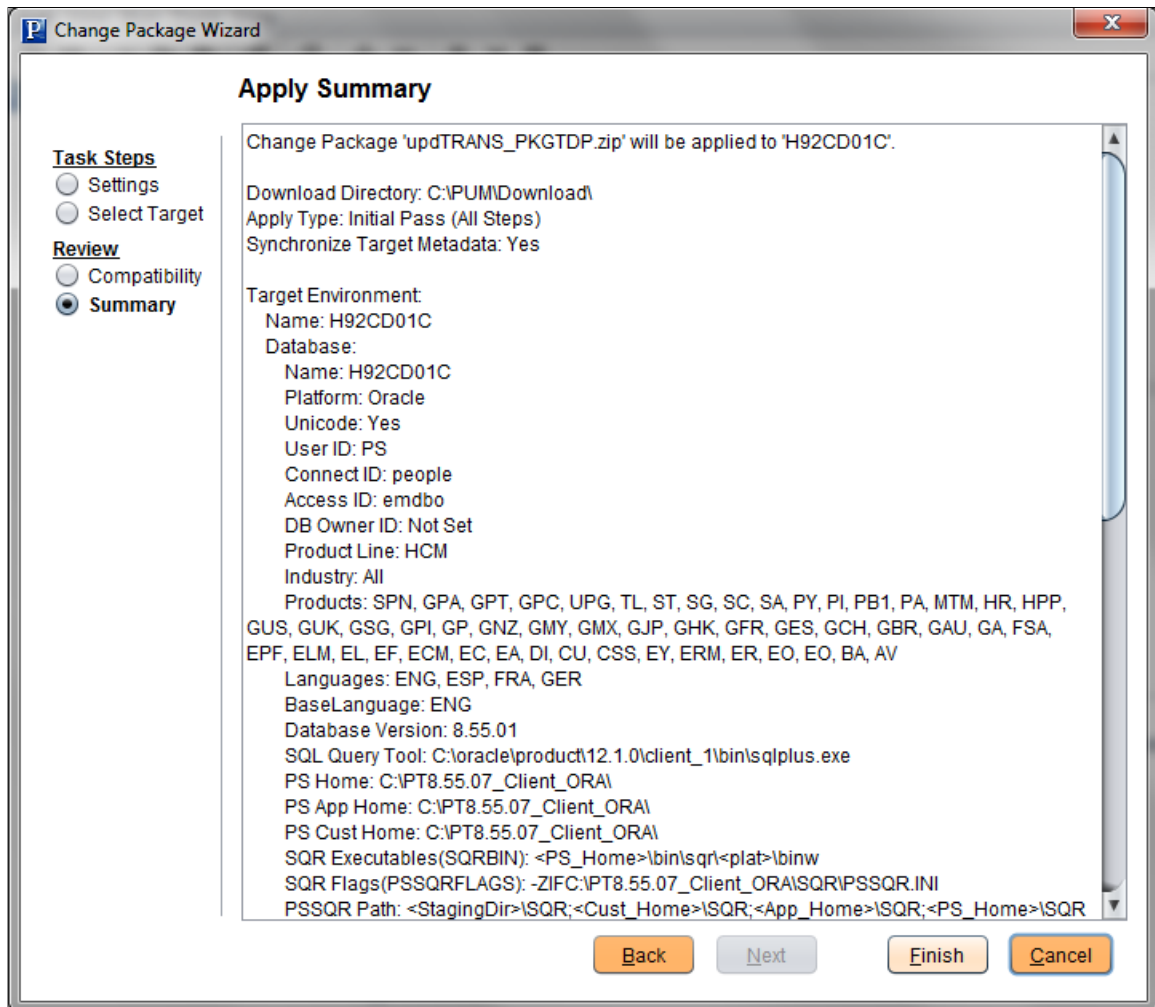 Change Package Wizard
Apply Summary
Task Steps
Settings
Select Target
Review
Compatibility
Summary
Change Package 'updTRANS_PKGTDP.zip' will be applied to 'H92CD01C'.
Download Directory: C:\PUM\Download\
Apply Type: Initial Pass (All Steps)
Synchronize Target Metadata: Yes
Target Environment:
Name: H92CD01C
Database:
Name: H92CD01C
Platform: Oracle
Unicode: Yes
User ID: PS
Connect ID: people
Access ID: emdbo
DB Owner ID: Not Set
Product Line: HCM
Industry: All
Products: SPN, GPA, GPT, GPC, UPG, TL, ST, SG, SC, SA, PY, PI, PB1, PA, MTM, HR, HPP,
GUS, GUK, GSG, GPI, GP, GNZ, GMY, GMX, GJP, GHK, GFR, GES, GCH, GBR, GAU, GA, FSA,
EPF, ELM, EL, EF, ECM, EC, EA, DI, CU, CSS, EY, ERM, ER, EO, EO, BA, AV
Languages: ENG, ESP, FRA, GER
BaseLanguage: ENG
Database Version: 8.55.01
SQL Query Tool: C:\oracle\product\12.1.0\client_1\bin\sqlplus.exe
PS Home: C:\PT8.55.07_Client_ORA\
PS App Home: C:\PT8.55.07_Client_ORA\
PS Cust Home: C:\PT8.55.07_Client_ORA\
SQR Executables(SQRBIN): <PS_Home>\bin\sqr\<plat>\binw
SQR Flags(PSSQRFLAGS): -ZIFC:\PT8.55.07_Client_ORA\SQR\PSSQR.INI
PSSQR Path: <StagingDir>\SQR;<Cust_Home>\SQR;<App_Home>\SQR;<PS_Home>\SQR
Back
Next
Finish
Cancel